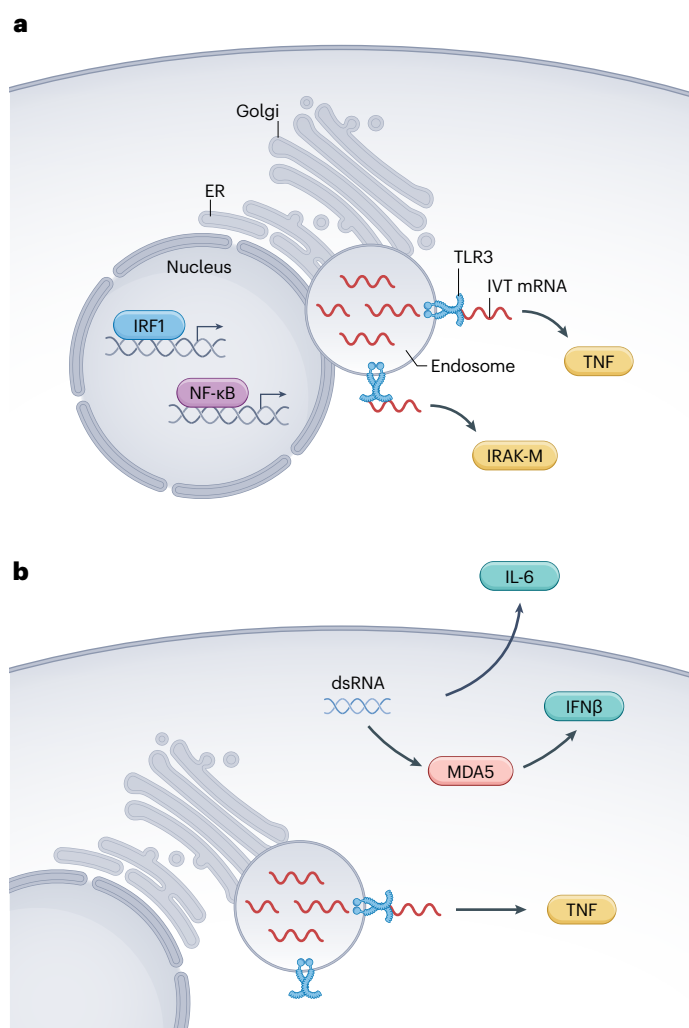 a
Golgi
ER
Nucleus
TLR3
IVT mRNA
IRF1
TNF
Endosome
NF-κB
IRAK-M
b
IL-6
dsRNA
IFNβ
MDA5
TNF